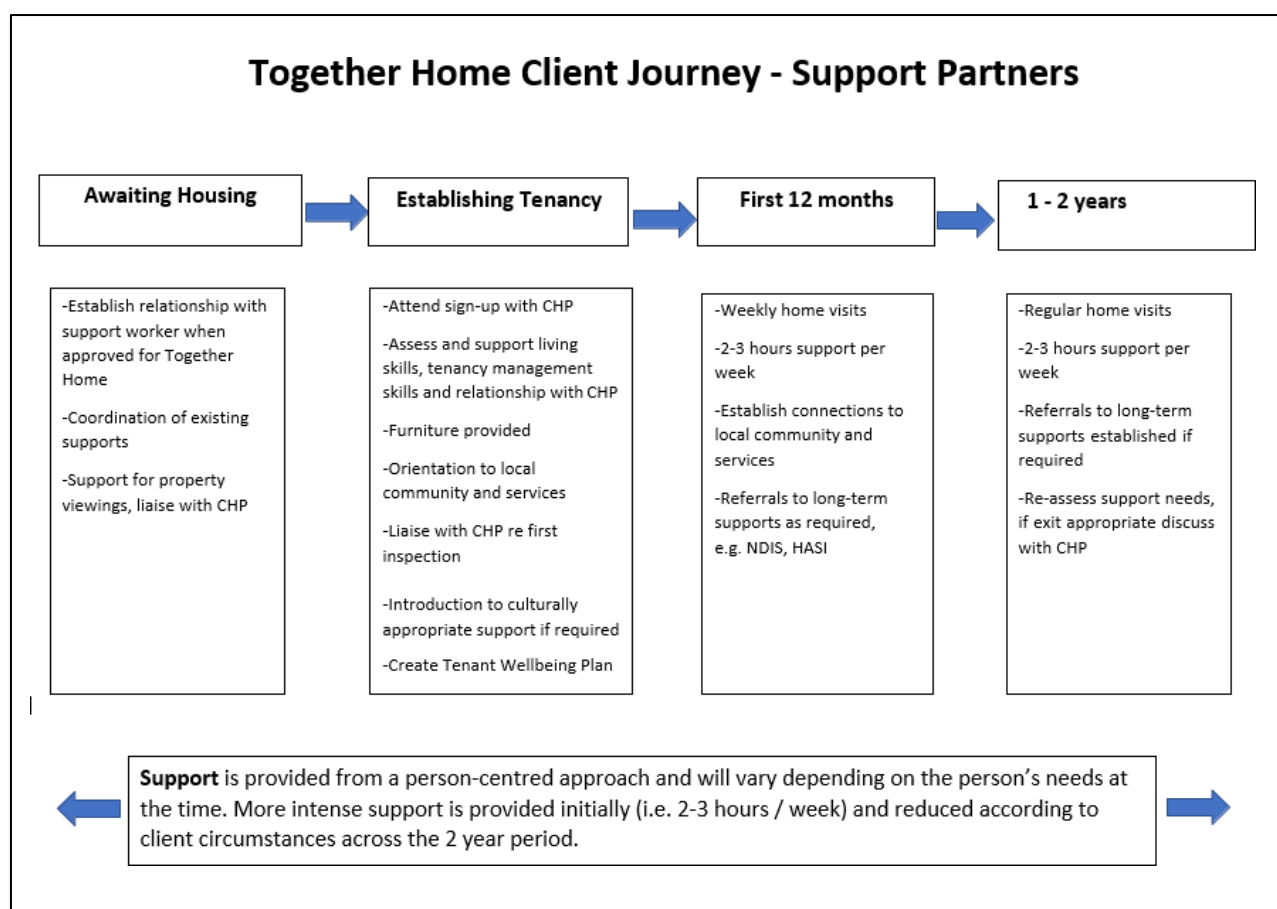 Together Home Client Journey - Support Partners
Awaiting Housing
Establishing Tenancy
First 12 months
1 - 2 years
-Establish relationship with
support worker when
approved for Together
Home
-Coordination of existing
supports
-Support for property
viewings, liaise with CHP
-Attend sign-up with CHP
-Assess and support living
skills, tenancy management
skills and relationship with CHP
-Furniture provided
-Orientation to local
community and services
-Liaise with CHP re first
inspection
-Introduction to culturally
appropriate support if required
-Create Tenant Wellbeing Plan
-Weekly home visits
-2-3 hours support per
week
-Establish connections to
local community and
services
-Referrals to long-term
supports as required,
e.g. NDIS, HASI
-Regular home visits
-2-3 hours support per
week
-Referrals to long-term
supports established if
required
-Re-assess support needs,
if exit appropriate discuss
with CHP
Support is provided from a person-centred approach and will vary depending on the person's needs at
the time. More intense support is provided initially (i.e. 2-3 hours / week) and reduced according to
client circumstances across the 2 year period.